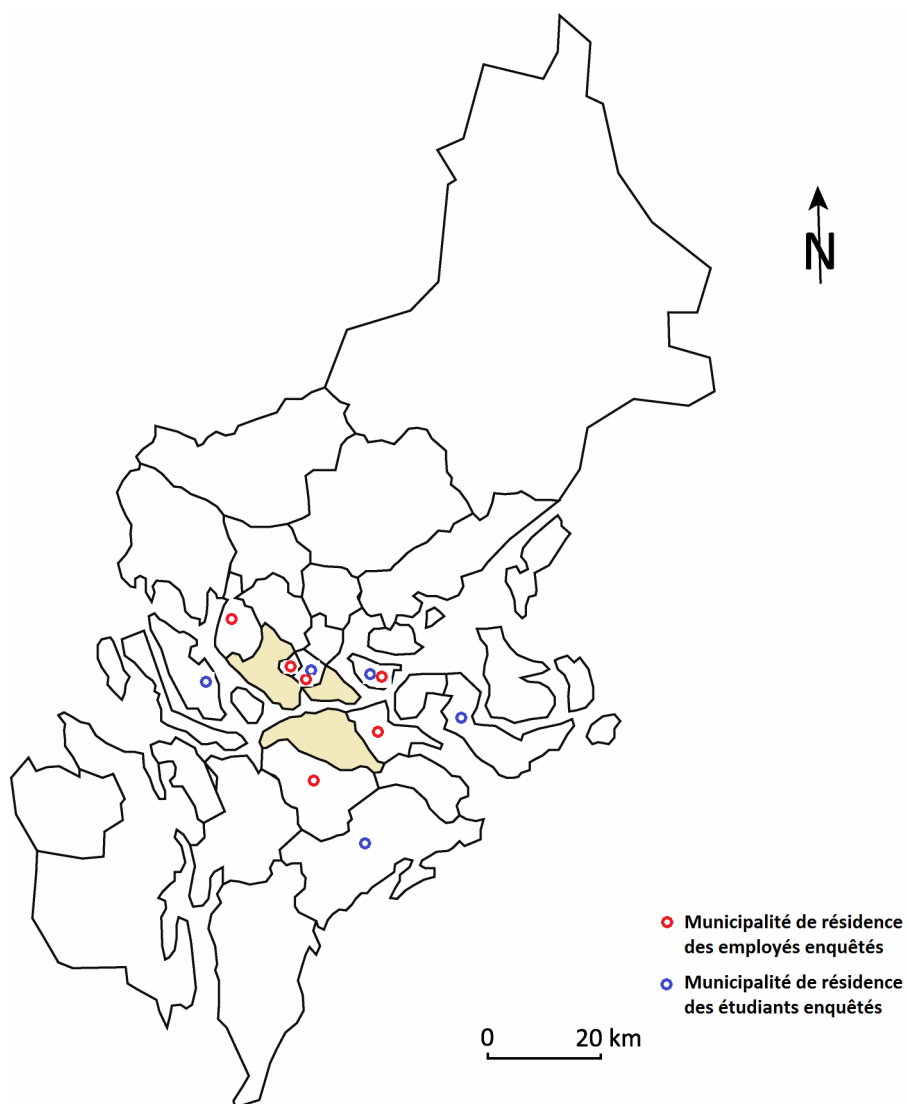 N
Municipalité de résidence
des employés enquêtés
Municipalité de résidence
des étudiants enquêtés
0 20 km